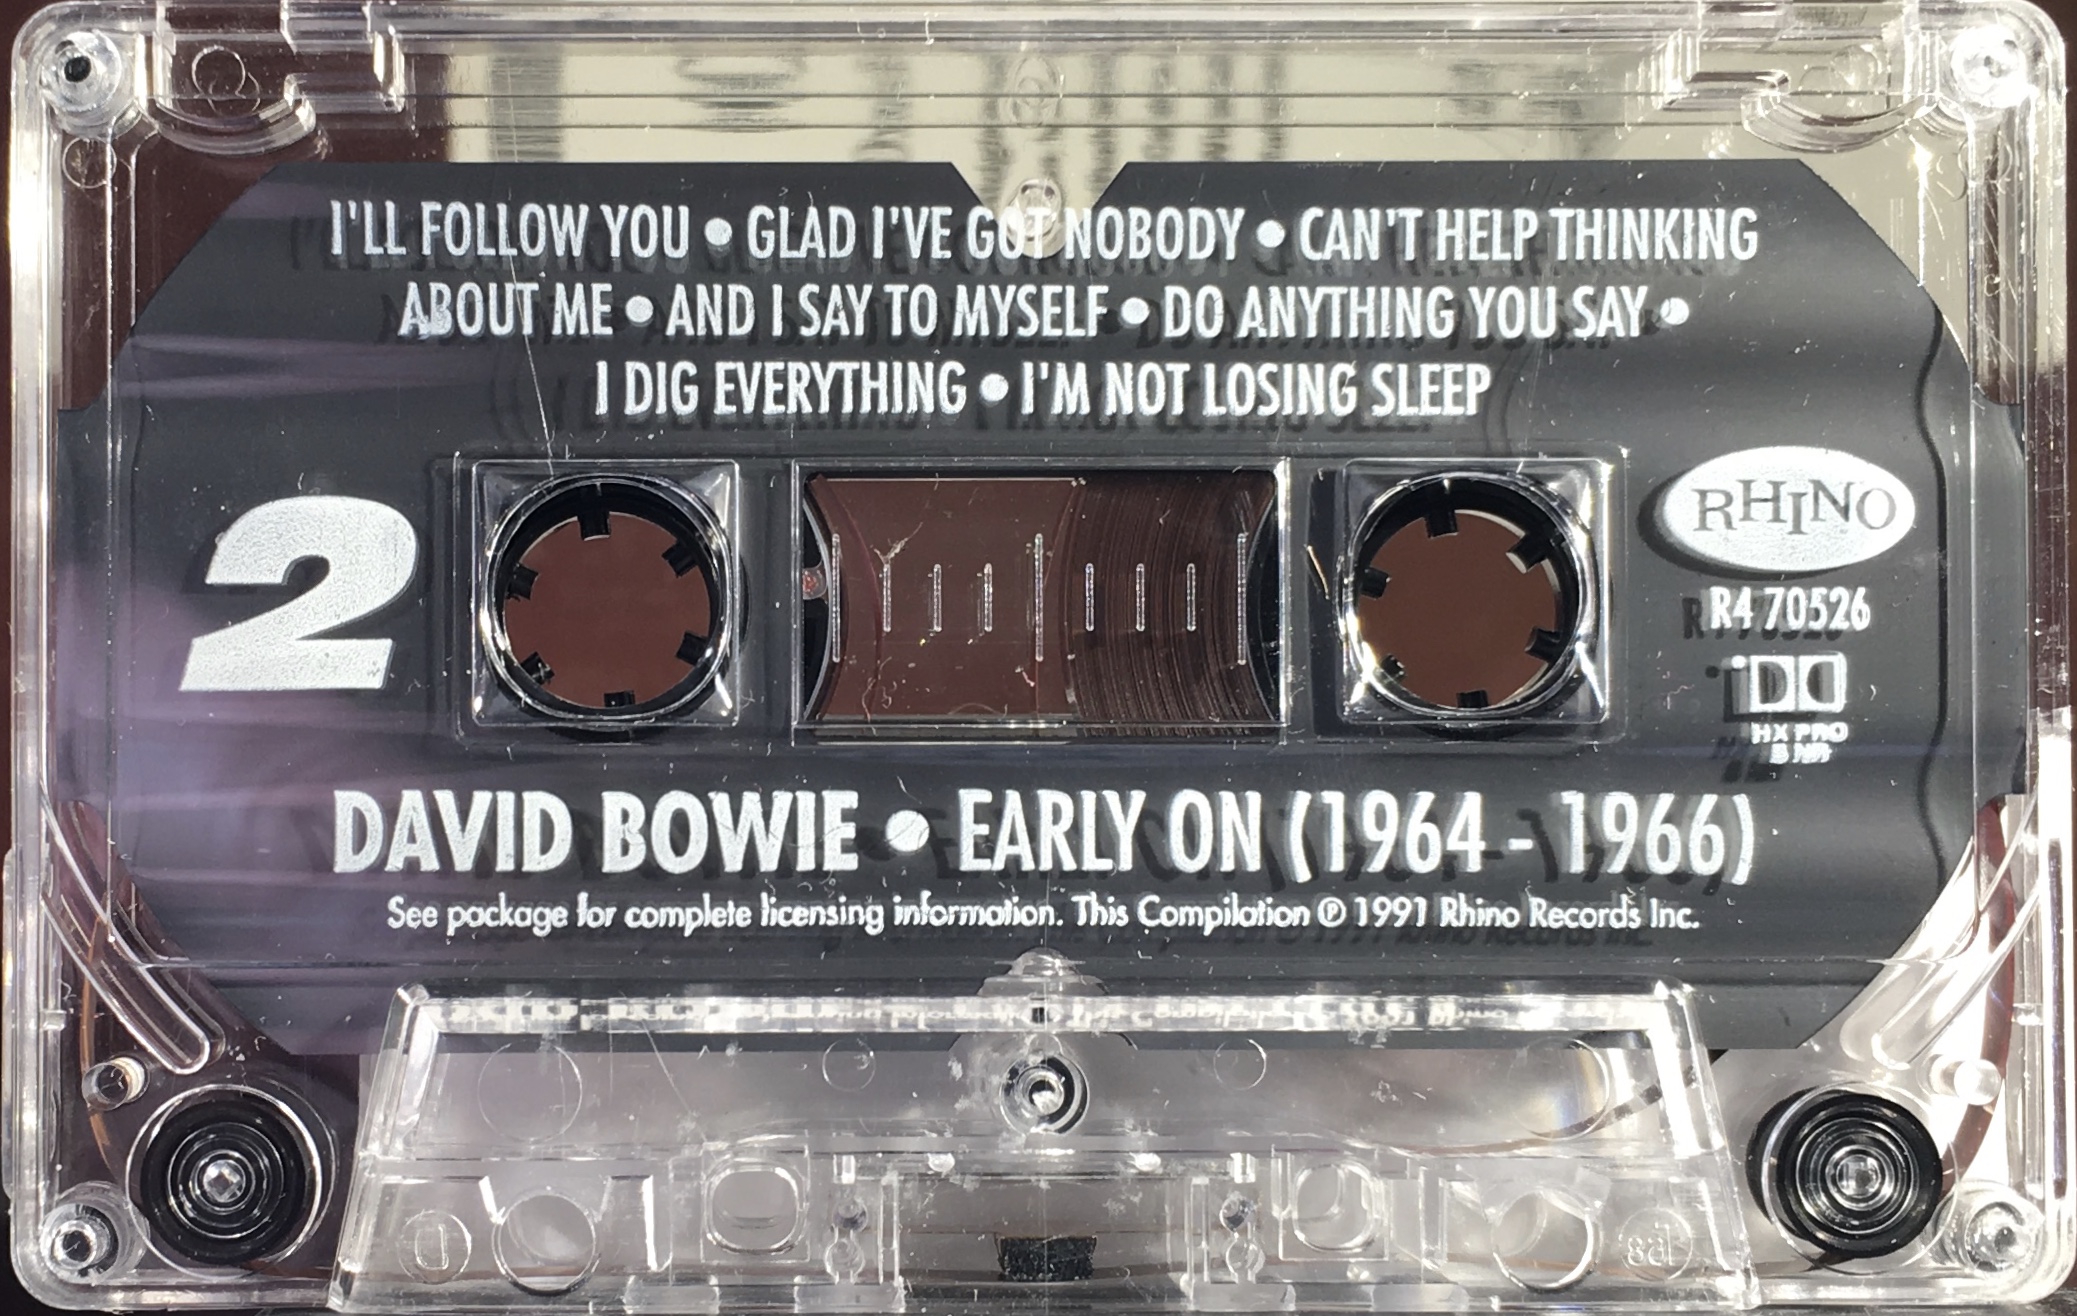 I'LL FOLLOW YOU • GLAD I'VE GOT NOBODY • CAN'T HELP THINKING
ABOUT ME • AND I SAY TO MYSELF • DO ANYTHING YOU SAY •
I DIG EVERYTHING • I'M NOT LOSING SLEEP
2
RHINO
R4 70526
HX PRO
B NR
DAVID BOWIE • EARLY ON (1964 - 1966)
See package for complete licensing information. This Compilation ℗ 1991 Rhino Records Inc.